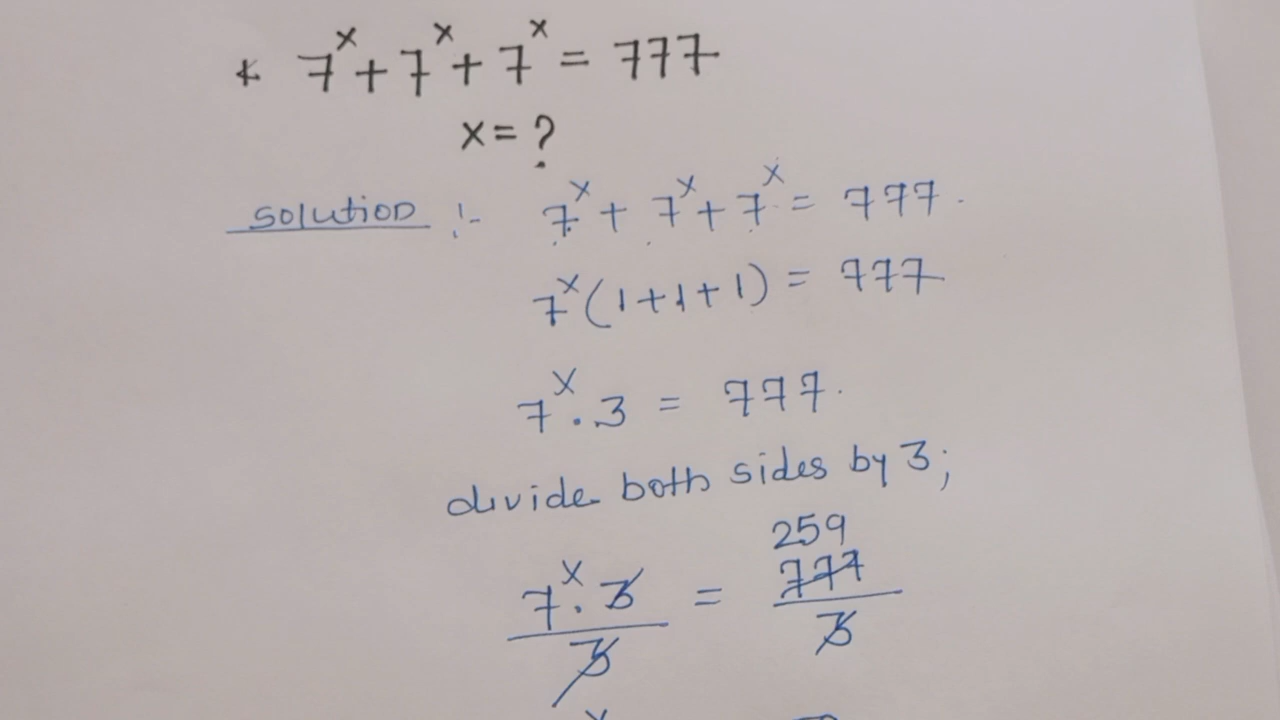 * 7^x + 7^x + 7^x = 777
x = ?
solution :- 7^x + 7^x + 7^x = 777.
7^x (1+1+1) = 777
7^x . 3 = 777.
divide both sides by 3;
259
7^x . 3 = 777
3 3
x